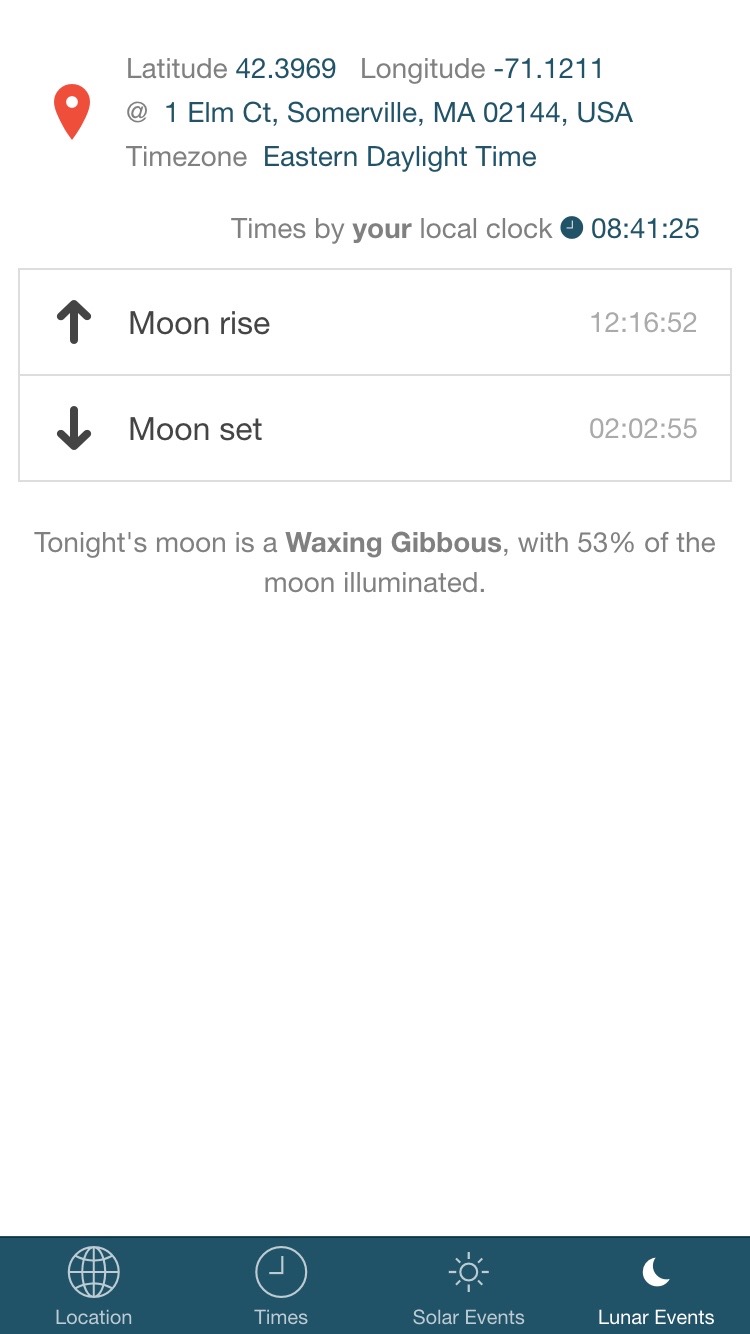 Latitude 42.3969 Longitude -71.1211
@ 1 Elm Ct, Somerville, MA 02144, USA
Timezone Eastern Daylight Time
Times by your local clock 08:41:25
Moon rise 12:16:52
Moon set 02:02:55
Tonight's moon is a Waxing Gibbous, with 53% of the
moon illuminated.
Location Times Solar Events Lunar Events